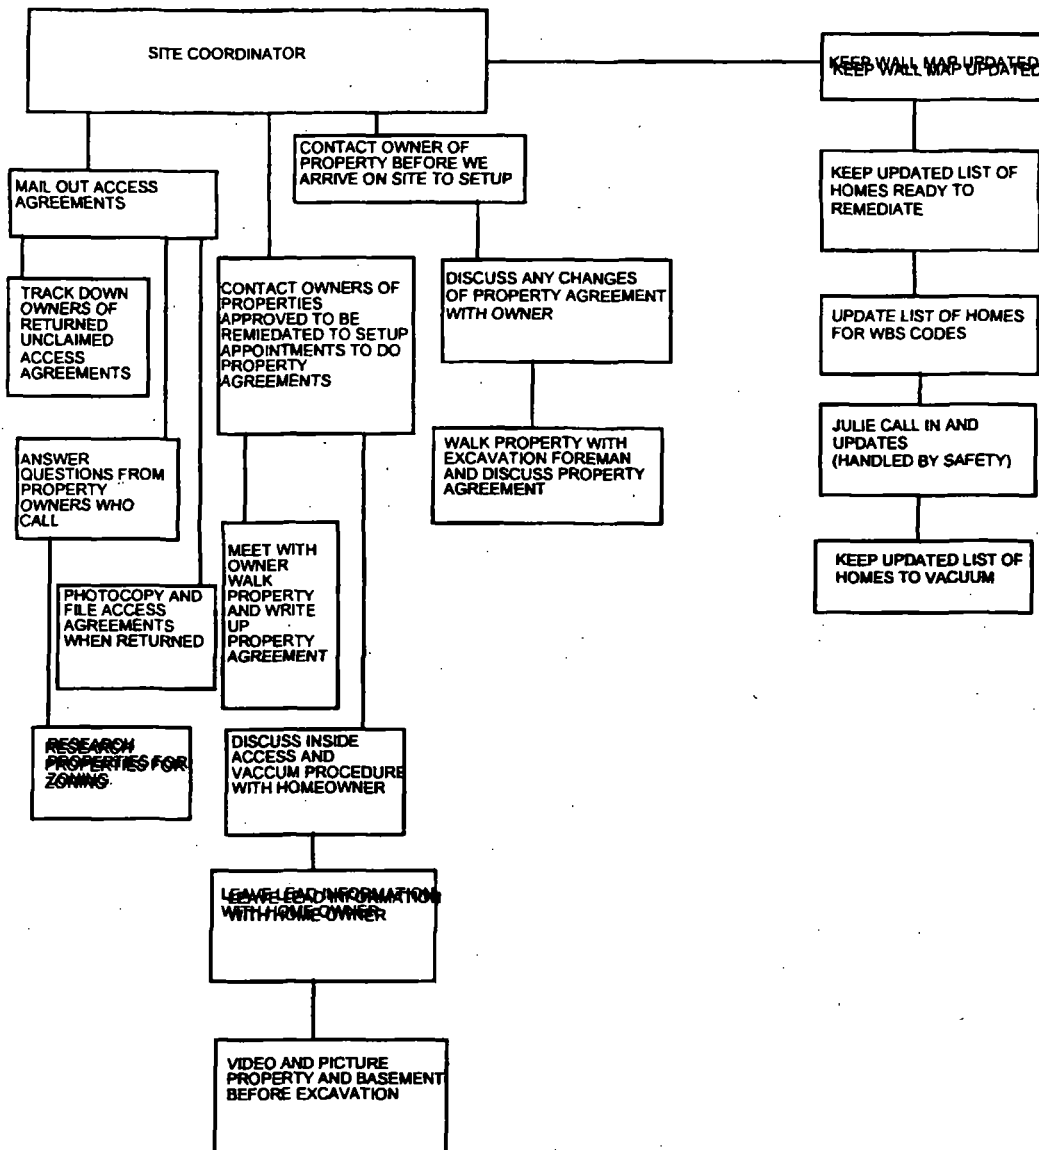 SITE COORDINATOR
KEEP WALL MAP UPDATED
CONTACT OWNER OF
PROPERTY BEFORE WE
ARRIVE ON SITE TO SETUP
MAIL OUT ACCESS
AGREEMENTS
KEEP UPDATED LIST OF
HOMES READY TO
REMEDIATE
TRACK DOWN
OWNERS OF
RETURNED
UNCLAIMED
ACCESS
AGREEMENTS
CONTACT OWNERS OF
PROPERTIES
APPROVED TO BE
REMIEDATED TO SETUP
APPOINTMENTS TO DO
PROPERTY
AGREEMENTS
DISCUSS ANY CHANGES
OF PROPERTY AGREEMENT
WITH OWNER
UPDATE LIST OF HOMES
FOR WBS CODES
ANSWER
QUESTIONS FROM
PROPERTY
OWNERS WHO
CALL
WALK PROPERTY WITH
EXCAVATION FOREMAN
AND DISCUSS PROPERTY
AGREEMENT
JULIE CALL IN AND
UPDATES
(HANDLED BY SAFETY)
MEET WITH
OWNER
WALK
PROPERTY
AND WRITE
UP
PROPERTY
AGREEMENT
KEEP UPDATED LIST OF
HOMES TO VACUUM
PHOTOCOPY AND
FILE ACCESS
AGREEMENTS
WHEN RETURNED
RESEARCH
PROPERTIES FOR
ZONING
DISCUSS INSIDE
ACCESS AND
VACCUM PROCEDURE
WITH HOMEOWNER
LEAVE LEAD INFORMATION
WITH HOME OWNER
VIDEO AND PICTURE
PROPERTY AND BASEMENT
BEFORE EXCAVATION